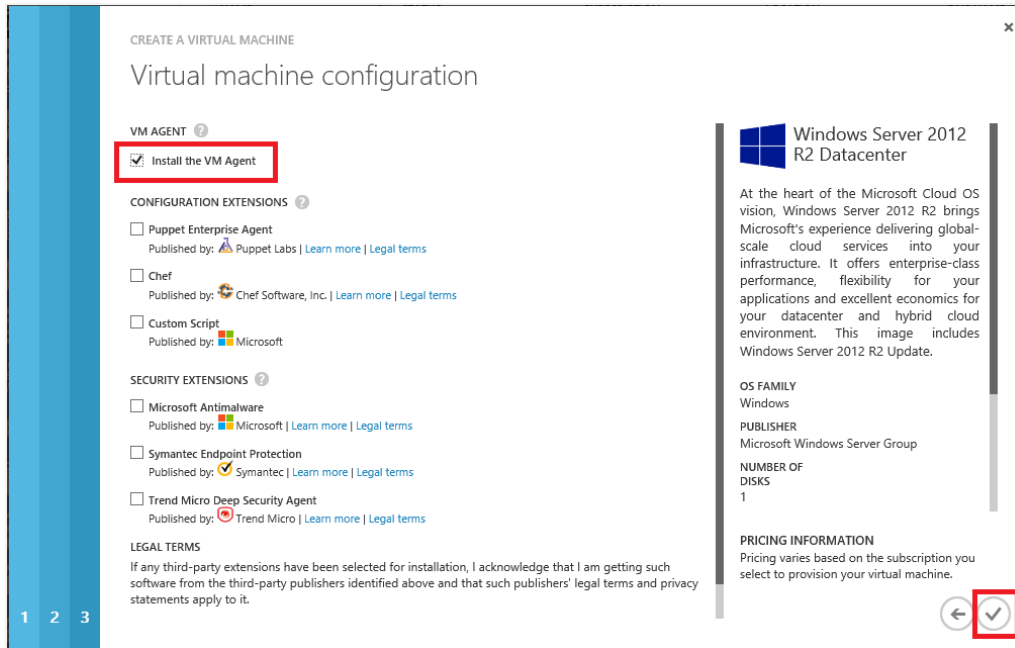 CREATE A VIRTUAL MACHINE
Virtual machine configuration
VM AGENT ?
Install the VM Agent
CONFIGURATION EXTENSIONS ?
Puppet Enterprise Agent
Published by: Puppet Labs | Learn more | Legal terms
Chef
Published by: Chef Software, Inc. | Learn more | Legal terms
Custom Script
Published by: Microsoft
SECURITY EXTENSIONS ?
Microsoft Antimalware
Published by: Microsoft | Learn more | Legal terms
Symantec Endpoint Protection
Published by: Symantec | Learn more | Legal terms
Trend Micro Deep Security Agent
Published by: Trend Micro | Learn more | Legal terms
LEGAL TERMS
If any third-party extensions have been selected for installation, I acknowledge that I am getting such
software from the third-party publishers identified above and that such publishers' legal terms and privacy
statements apply to it.
Windows Server 2012
R2 Datacenter
At the heart of the Microsoft Cloud OS
vision, Windows Server 2012 R2 brings
Microsoft's experience delivering global-
scale cloud services into your
infrastructure. It offers enterprise-class
performance, flexibility for your
applications and excellent economics for
your datacenter and hybrid cloud
environment. This image includes
Windows Server 2012 R2 Update.
OS FAMILY
Windows
PUBLISHER
Microsoft Windows Server Group
NUMBER OF
DISKS
1
PRICING INFORMATION
Pricing varies based on the subscription you
select to provision your virtual machine.
1 2 3